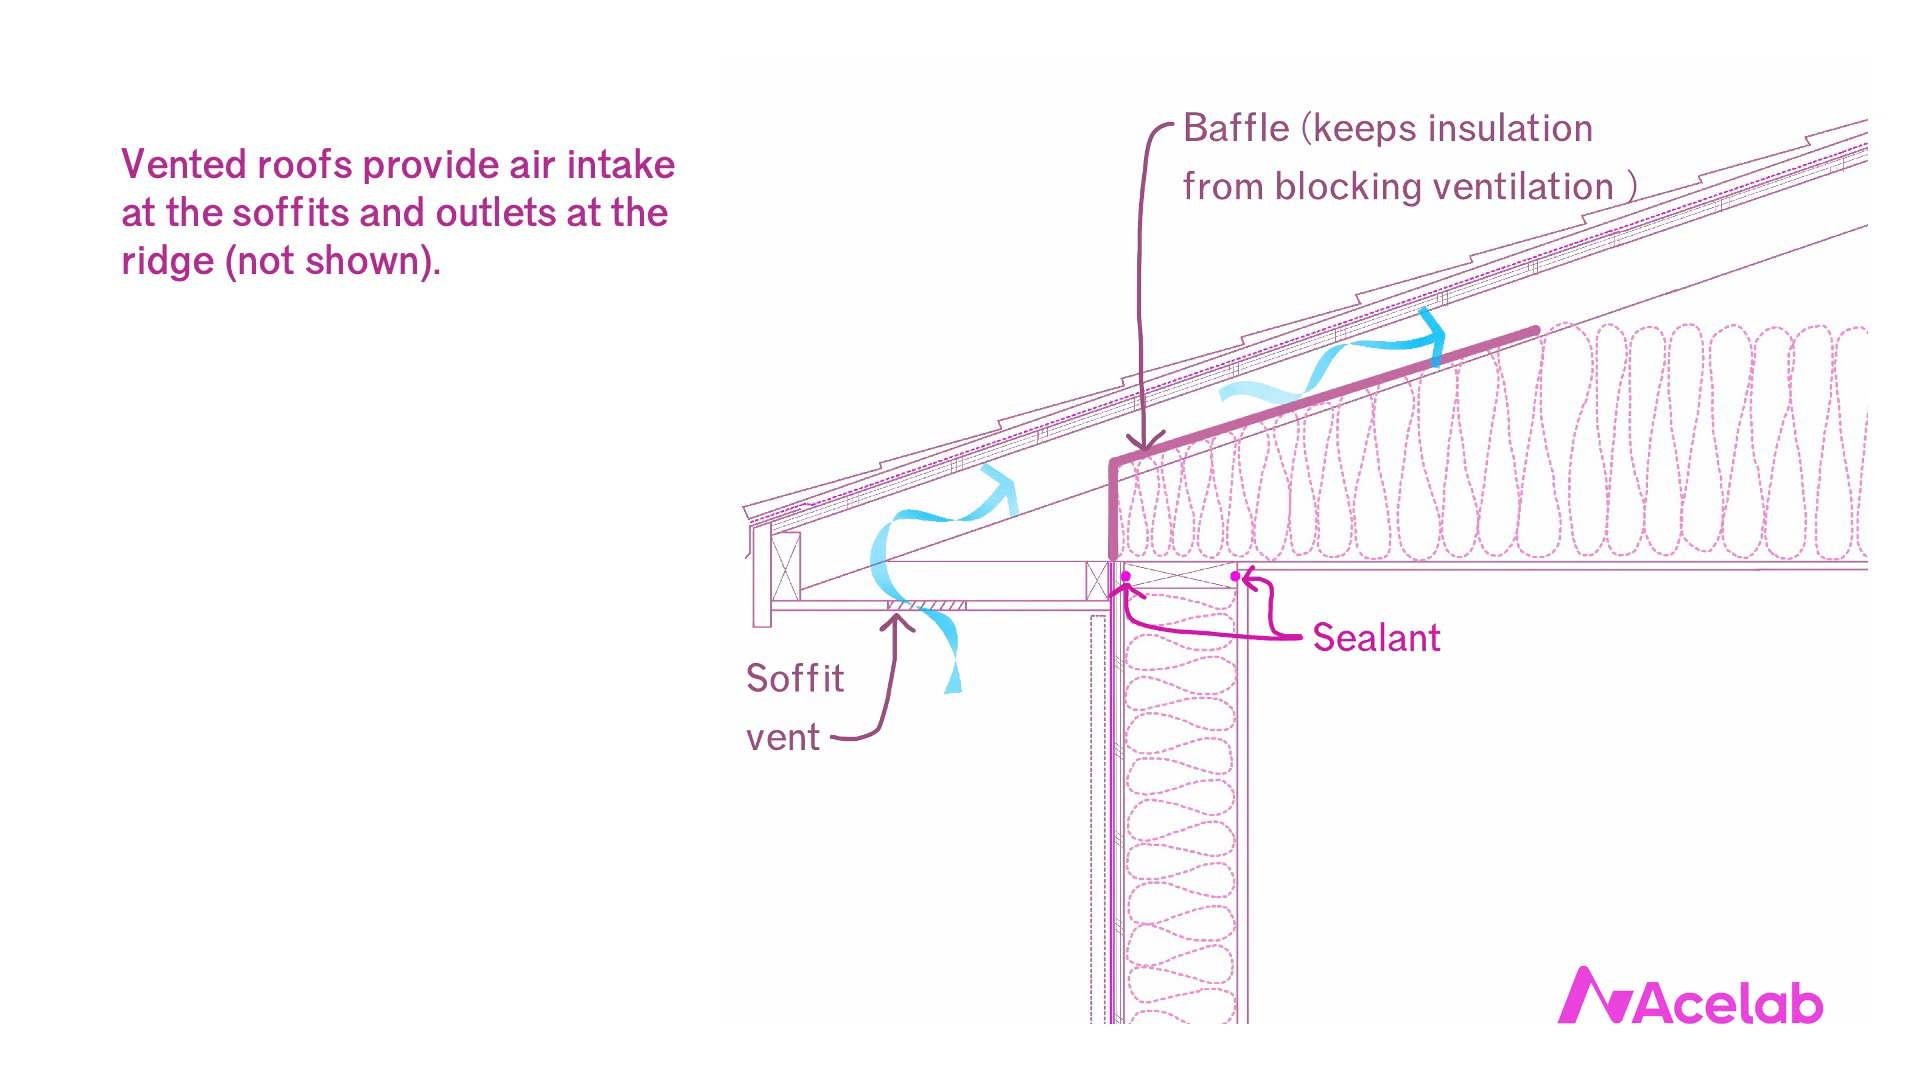 Vented roofs provide air intake
at the soffits and outlets at the
ridge (not shown).
Baffle (keeps insulation
from blocking ventilation )
Soffit
vent
Sealant
Acelab